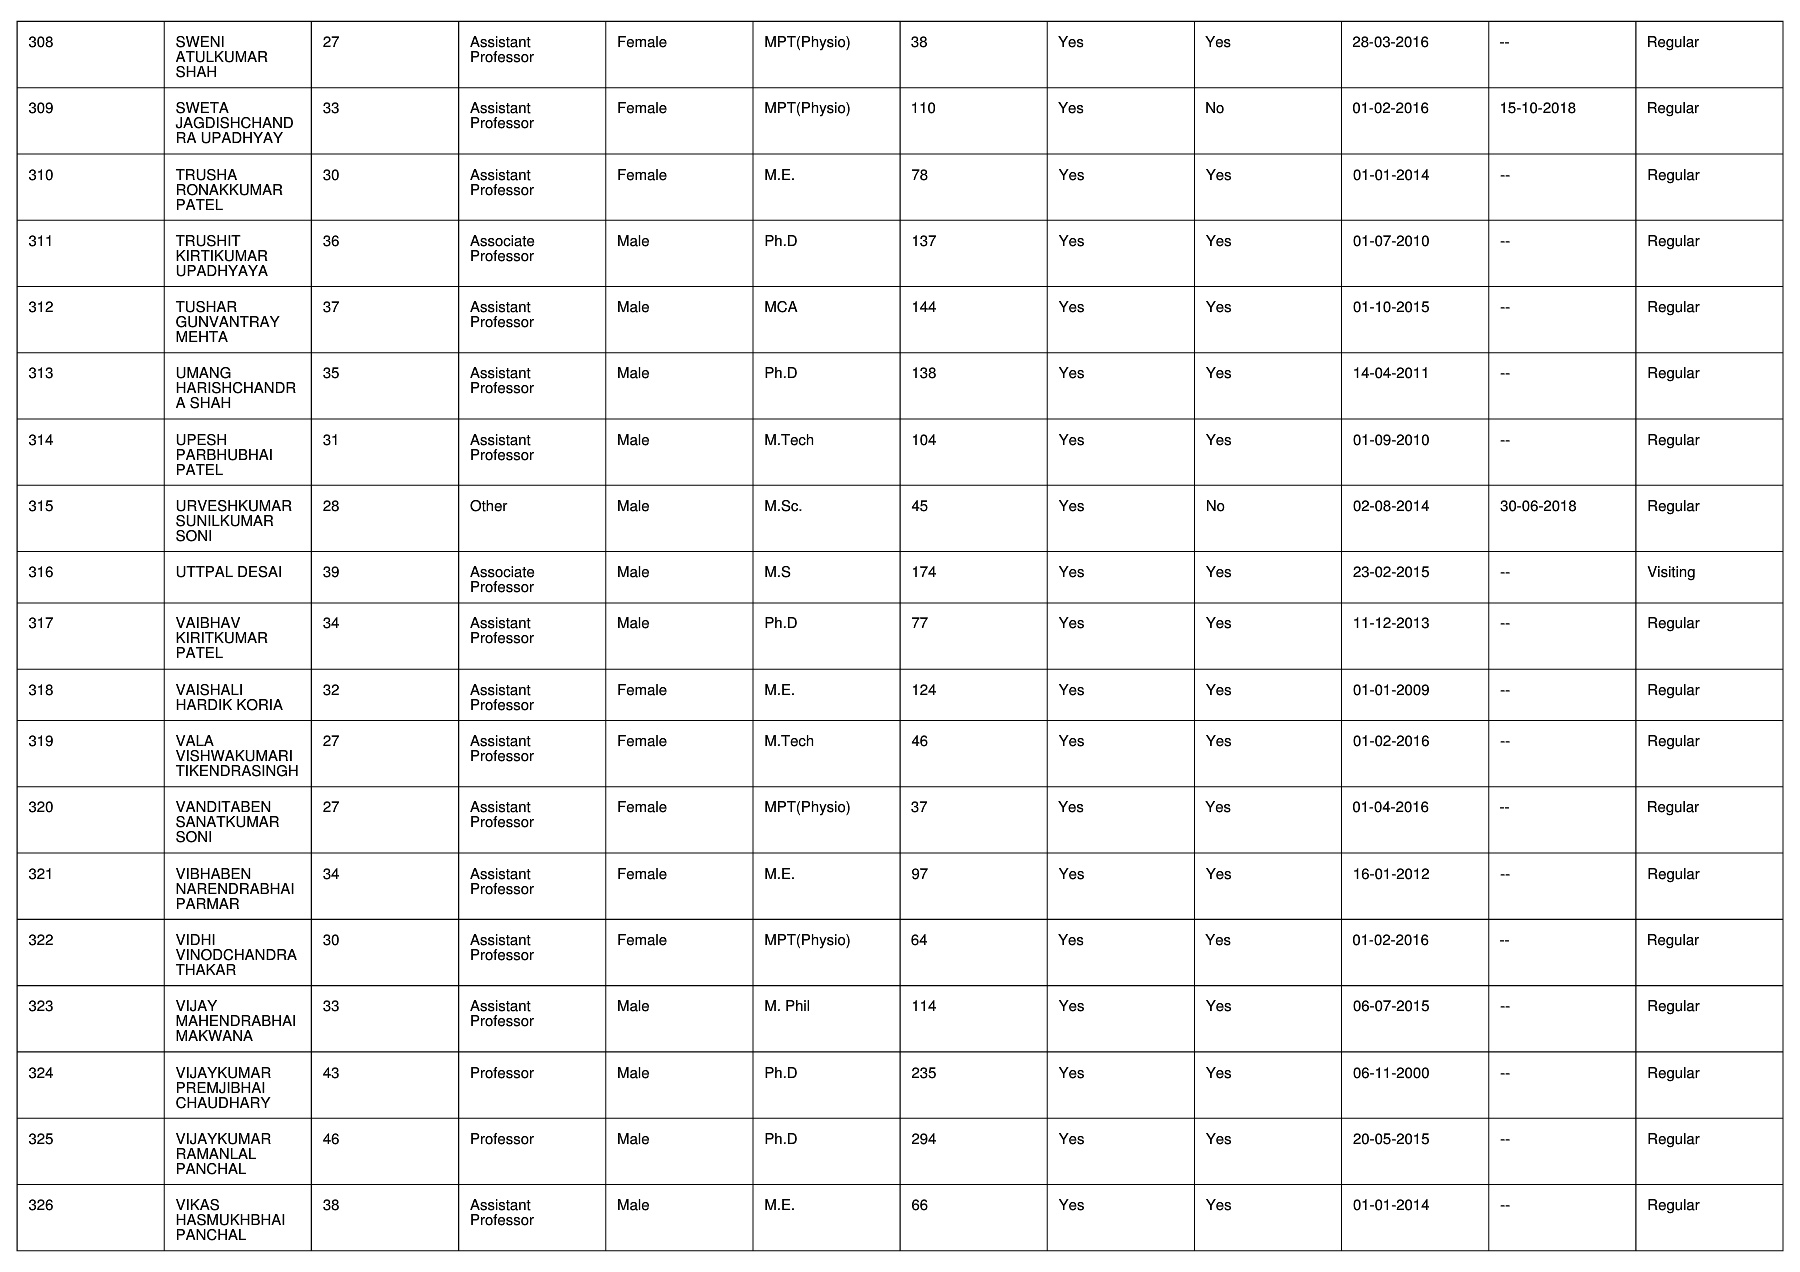 308 SWENI 27 Assistant Female MPT(Physio) 38 Yes Yes 28-03-2016 -- Regular
ATULKUMAR Professor
SHAH
309 SWETA 33 Assistant Female MPT(Physio) 110 Yes No 01-02-2016 15-10-2018 Regular
JAGDISHCHAND Professor
RA UPADHYAY
310 TRUSHA 30 Assistant Female M.E. 78 Yes Yes 01-01-2014 -- Regular
RONAKKUMAR Professor
PATEL
311 TRUSHIT 36 Associate Male Ph.D 137 Yes Yes 01-07-2010 -- Regular
KIRTIKUMAR Professor
UPADHYAYA
312 TUSHAR 37 Assistant Male MCA 144 Yes Yes 01-10-2015 -- Regular
GUNVANTRAY Professor
MEHTA
313 UMANG 35 Assistant Male Ph.D 138 Yes Yes 14-04-2011 -- Regular
HARISHCHANDR Professor
A SHAH
314 UPESH 31 Assistant Male M.Tech 104 Yes Yes 01-09-2010 -- Regular
PARBHUBHAI Professor
PATEL
315 URVESHKUMAR 28 Other Male M.Sc. 45 Yes No 02-08-2014 30-06-2018 Regular
SUNILKUMAR
SONI
316 UTTPAL DESAI 39 Associate Male M.S 174 Yes Yes 23-02-2015 -- Visiting
Professor
317 VAIBHAV 34 Assistant Male Ph.D 77 Yes Yes 11-12-2013 -- Regular
KIRITKUMAR Professor
PATEL
318 VAISHALI 32 Assistant Female M.E. 124 Yes Yes 01-01-2009 -- Regular
HARDIK KORIA Professor
319 VALA 27 Assistant Female M.Tech 46 Yes Yes 01-02-2016 -- Regular
VISHWAKUMARI Professor
TIKENDRASINGH
320 VANDITABEN 27 Assistant Female MPT(Physio) 37 Yes Yes 01-04-2016 -- Regular
SANATKUMAR Professor
SONI
321 VIBHABEN 34 Assistant Female M.E. 97 Yes Yes 16-01-2012 -- Regular
NARENDRABHAI Professor
PARMAR
322 VIDHI 30 Assistant Female MPT(Physio) 64 Yes Yes 01-02-2016 -- Regular
VINODCHANDRA Professor
THAKAR
323 VIJAY 33 Assistant Male M. Phil 114 Yes Yes 06-07-2015 -- Regular
MAHENDRABHAI Professor
MAKWANA
324 VIJAYKUMAR 43 Professor Male Ph.D 235 Yes Yes 06-11-2000 -- Regular
PREMJIBHAI
CHAUDHARY
325 VIJAYKUMAR 46 Professor Male Ph.D 294 Yes Yes 20-05-2015 -- Regular
RAMANLAL
PANCHAL
326 VIKAS 38 Assistant Male M.E. 66 Yes Yes 01-01-2014 -- Regular
HASMUKHBHAI Professor
PANCHAL